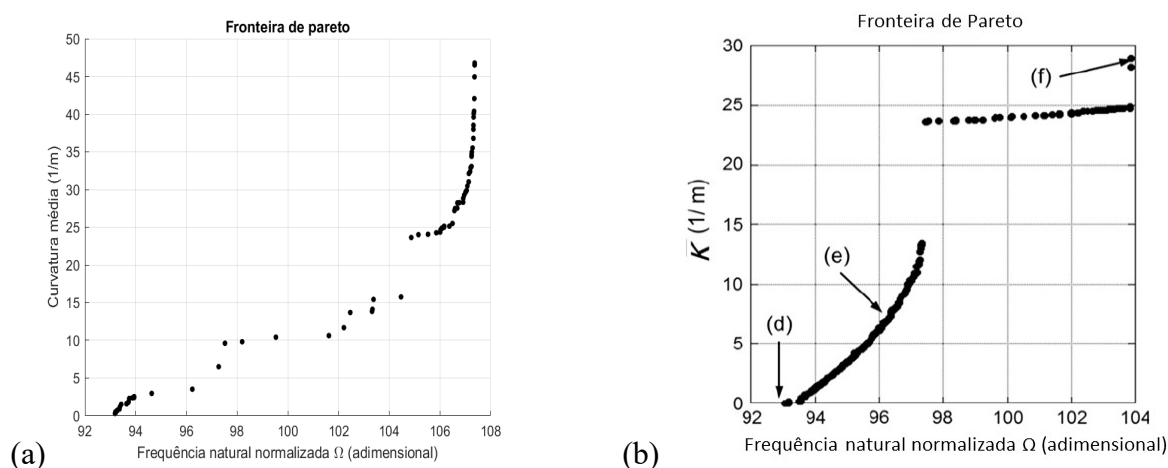 Fronteira de pareto
50
45
40
35
30
25
20
15
10
5
0
Curvatura média (1/m)
92 94 96 98 100 102 104 106 108
Frequência natural normalizada Ω (adimensional)
(a)
Fronteira de Pareto
30
25
20
15
10
5
0
K̅ (1/ m)
(f)
(e)
(d)
92 94 96 98 100 102 104
Frequência natural normalizada Ω (adimensional)
(b)